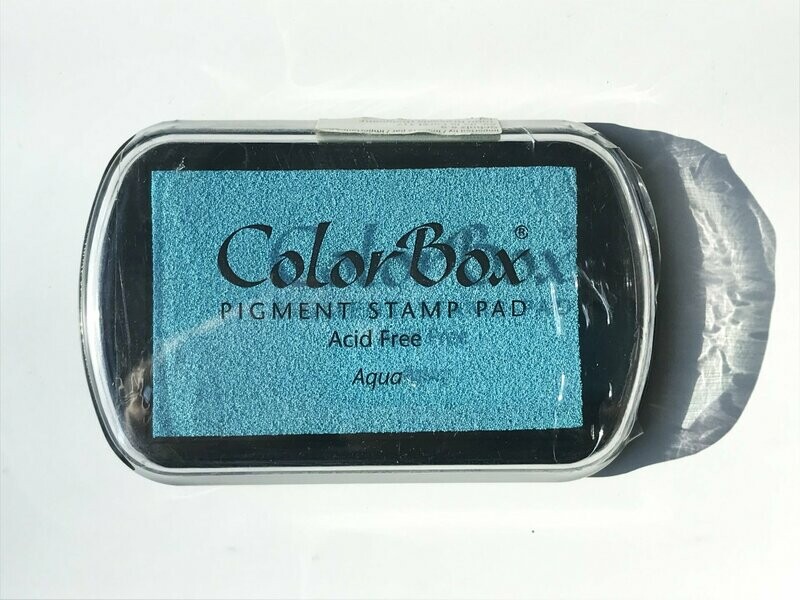 ColorBox®
PIGMENT STAMP PAD
Acid Free
Aqua